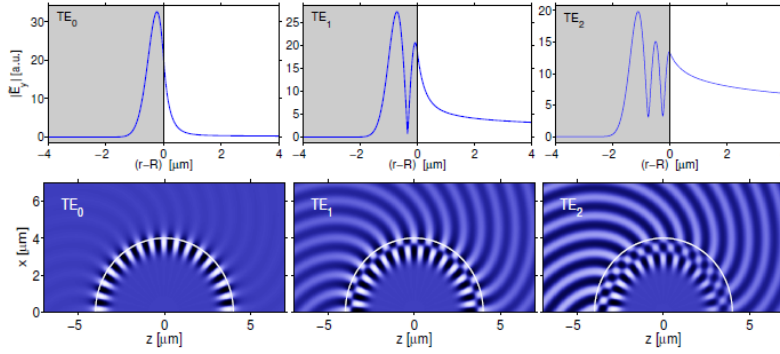 TE0 TE1 TE2
|Ẽy| [a.u.]
30 20 10 0
25 20 15 10 5 0
20 15 10 5 0
−4 −2 0 2 4 −4 −2 0 2 4 −4 −2 0 2 4
(r−R) [μm] (r−R) [μm] (r−R) [μm]
TE0 TE1 TE2
x [μm]
6 4 2 0
−5 0 5 −5 0 5 −5 0 5
z [μm] z [μm] z [μm]